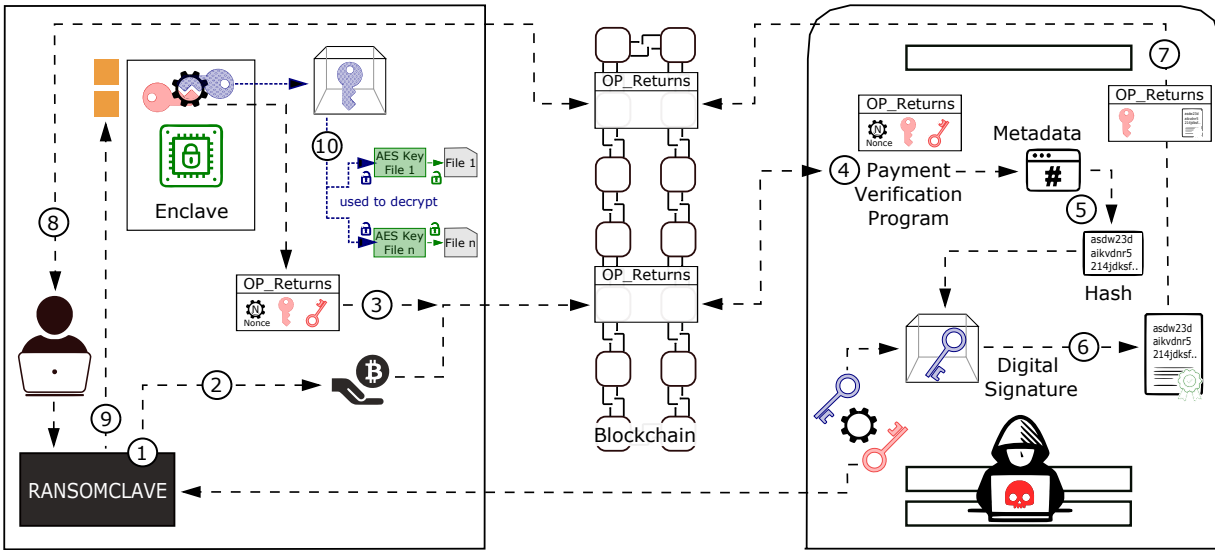 Enclave
10
AES Key
File 1
File 1
used to decrypt
AES Key
File n
File n
8
OP_Returns
N
Nonce
3
2
9
1
RANSOMCLAVE
OP_Returns
OP_Returns
Blockchain
7
OP_Returns
OP_Returns
N
Nonce
Metadata
#
4
Payment
Verification
Program
5
asdw23d
aikvdnr5
214jdksf..
Hash
6
Digital
Signature
asdw23d
aikvdnr5
214jdksf..